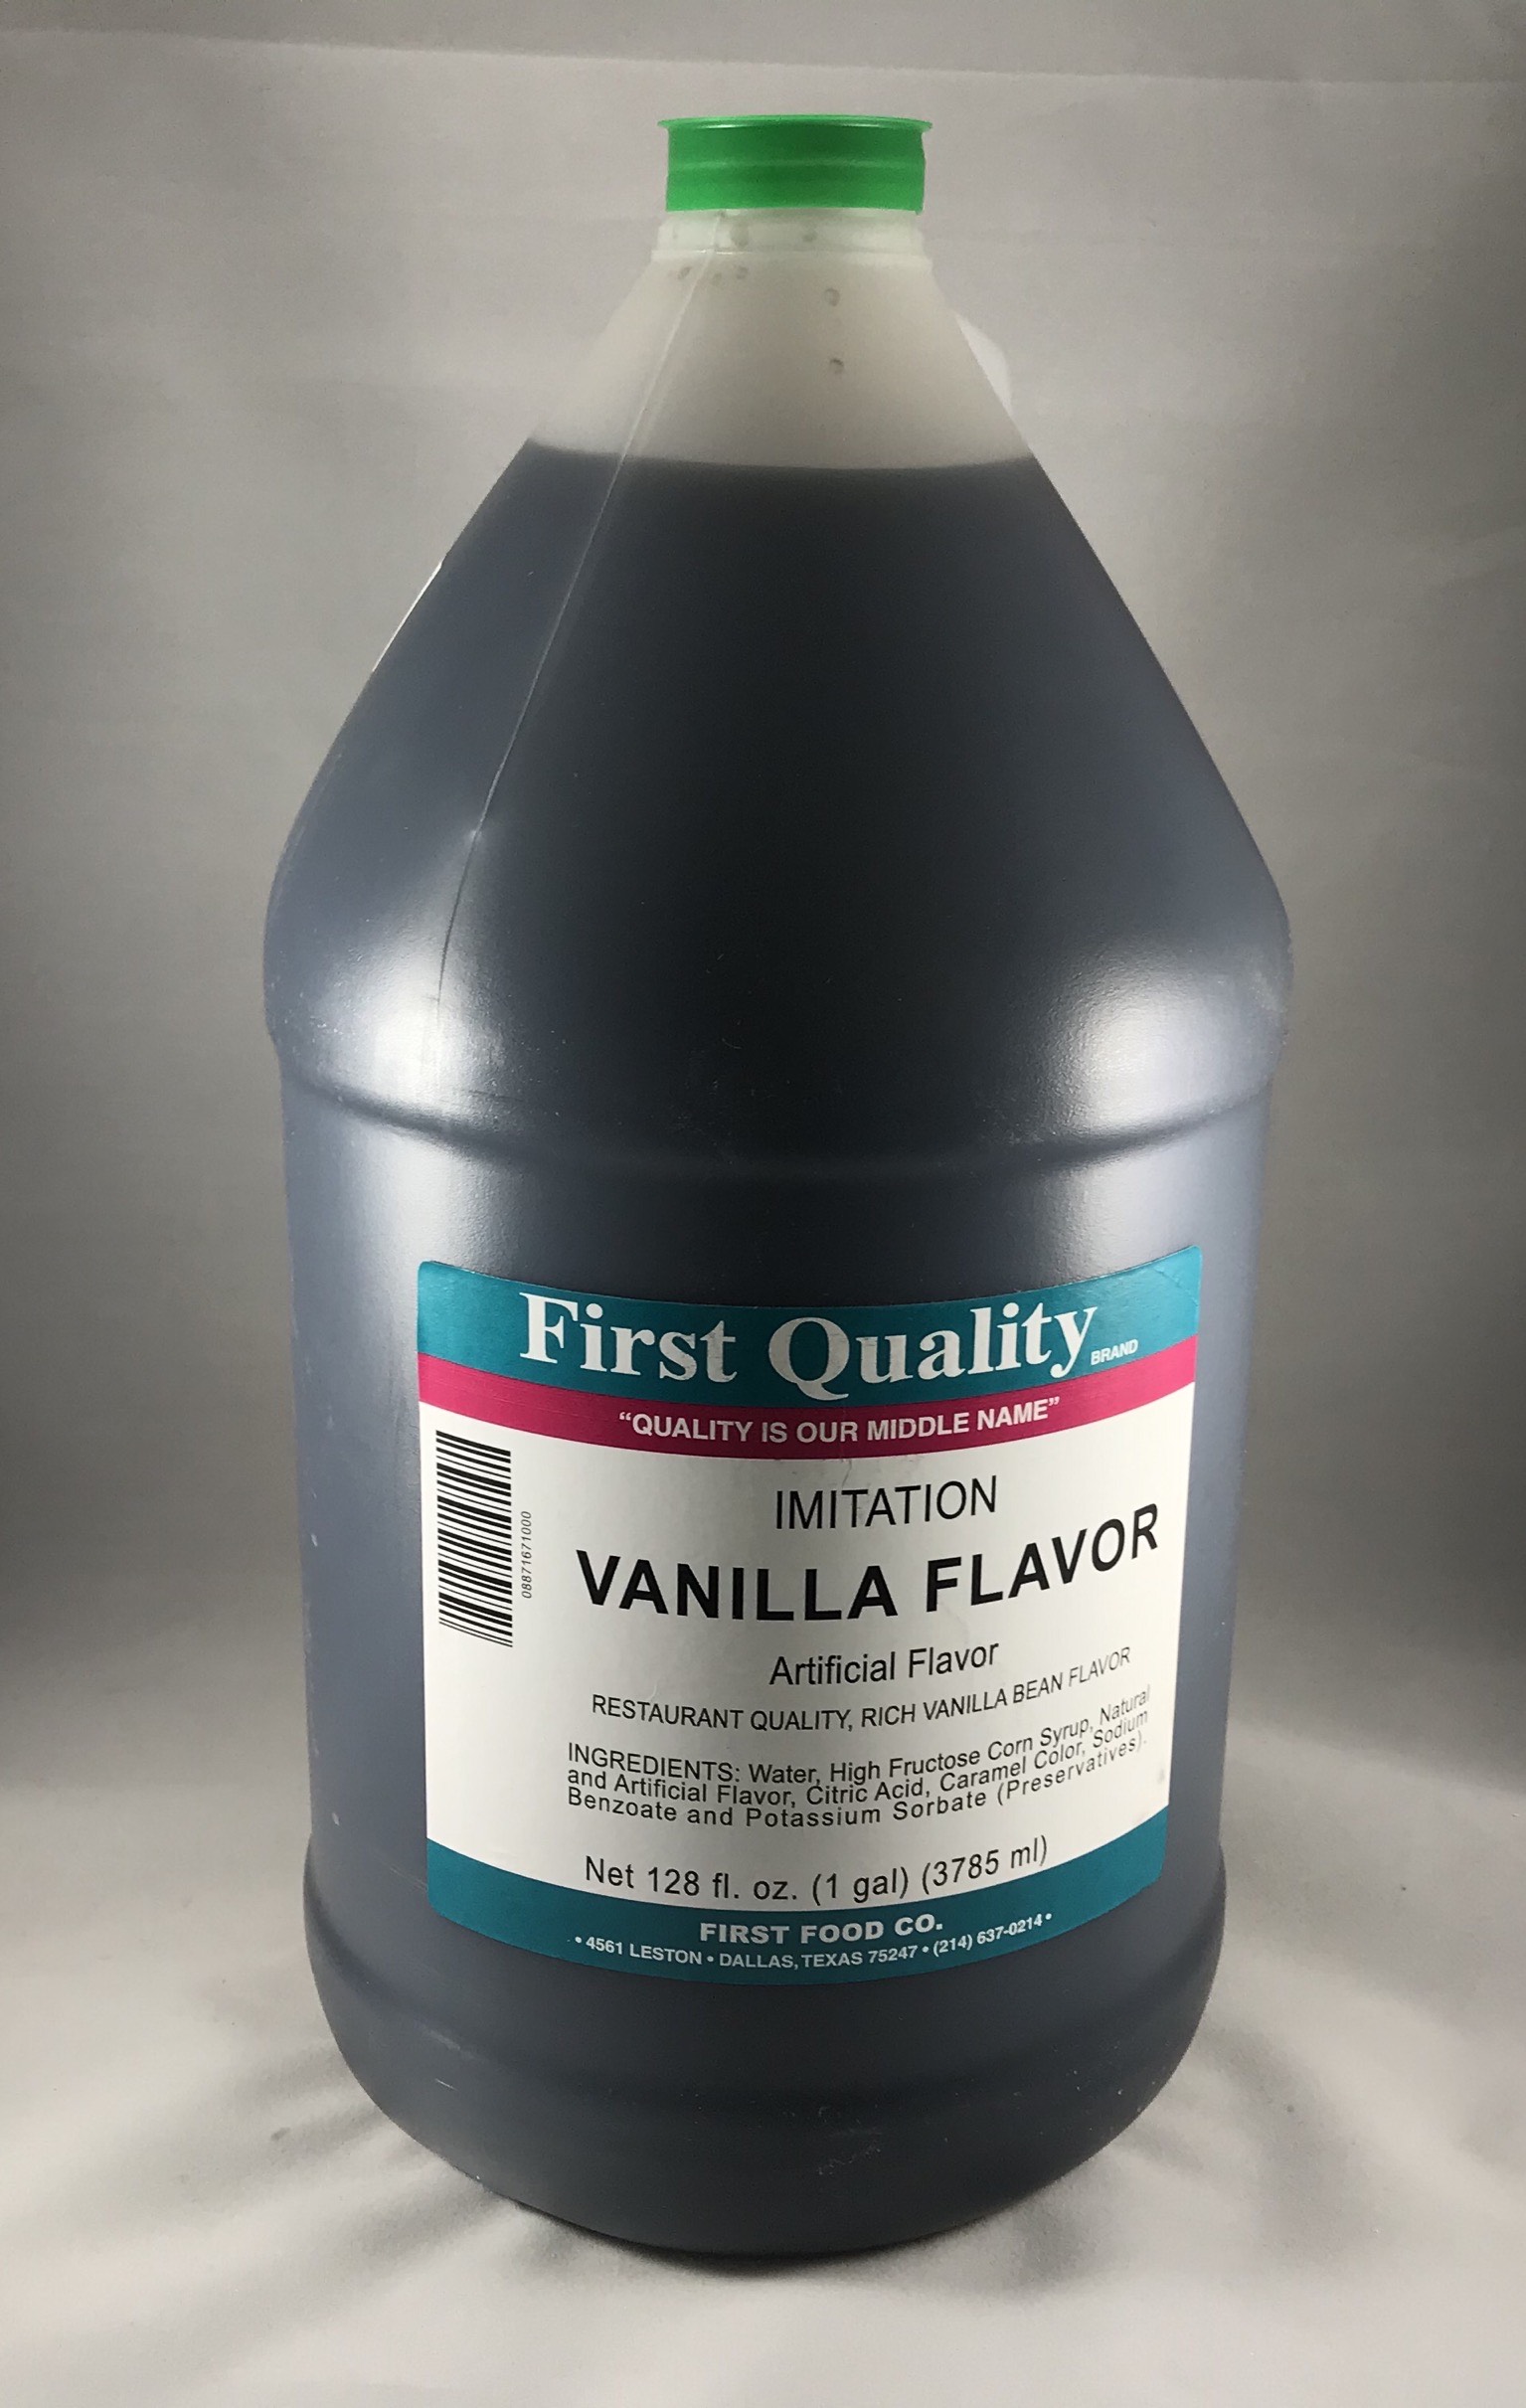 First Quality BRAND
“QUALITY IS OUR MIDDLE NAME”
IMITATION
VANILLA FLAVOR
Artificial Flavor
RESTAURANT QUALITY, RICH VANILLA BEAN FLAVOR
INGREDIENTS: Water, High Fructose Corn Syrup, Natural
and Artificial Flavor, Citric Acid, Caramel Color, Sodium
Benzoate and Potassium Sorbate (Preservatives).
Net 128 fl. oz. (1 gal) (3785 ml)
FIRST FOOD CO.
• 4561 LESTON • DALLAS, TEXAS 75247 • (214) 637-0214 •
08871671000